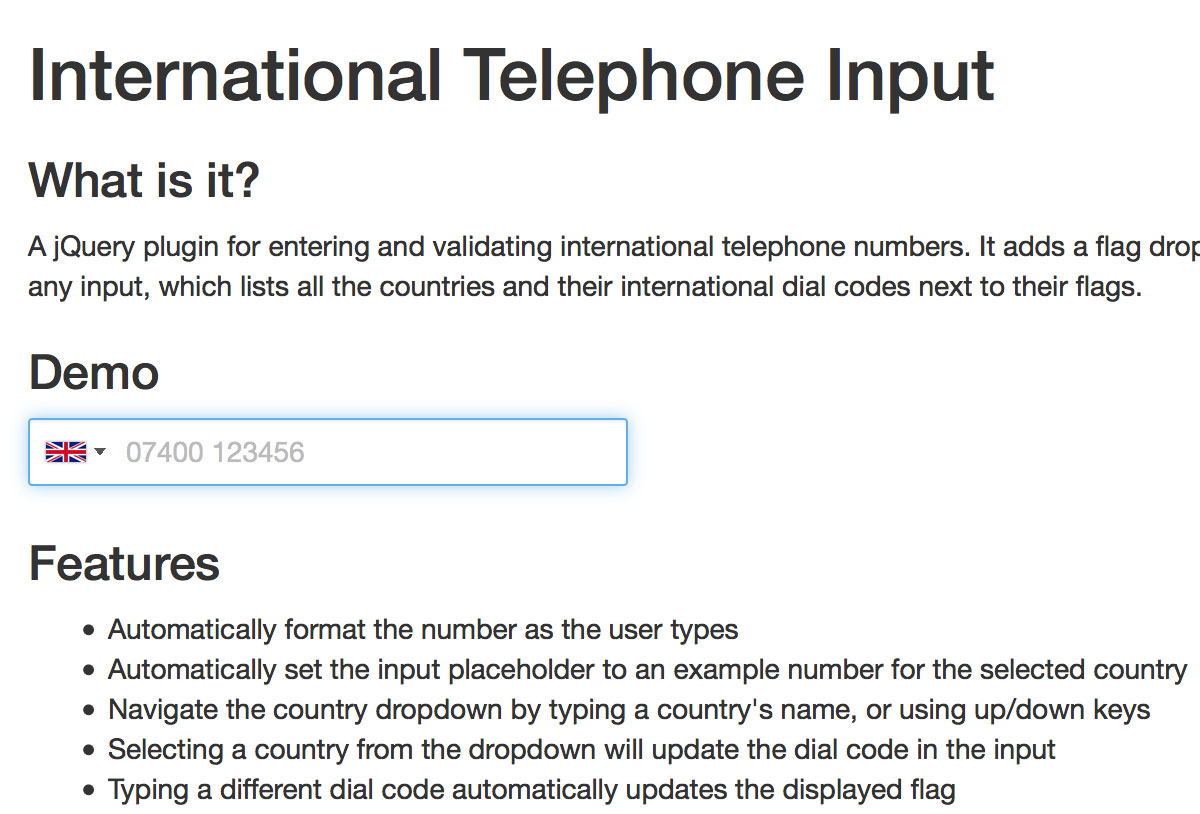 International Telephone Input
What is it?
A jQuery plugin for entering and validating international telephone numbers. It adds a flag
any input, which lists all the countries and their international dial codes next to their flags.
Demo
07400 123456
Features
• Automatically format the number as the user types
• Automatically set the input placeholder to an example number for the selected country
• Navigate the country dropdown by typing a country's name, or using up/down keys
• Selecting a country from the dropdown will update the dial code in the input
• Typing a different dial code automatically updates the displayed flag